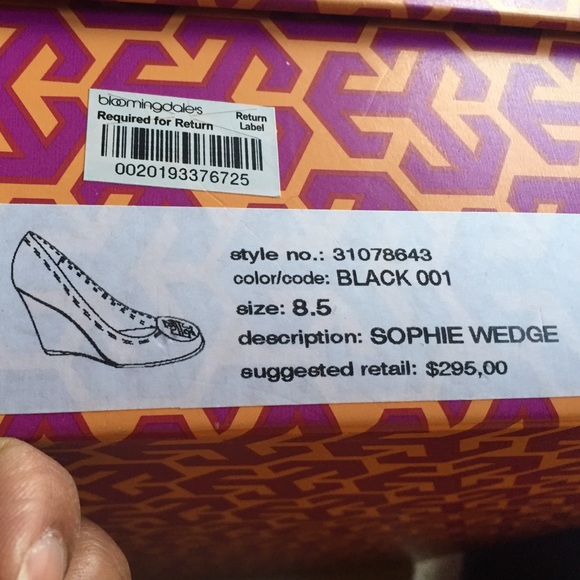 bloomingdale's
Required for Return
Return Label
0020193376725
style no.: 31078643
color/code: BLACK 001
size: 8.5
description: SOPHIE WEDGE
suggested retail: $295,00